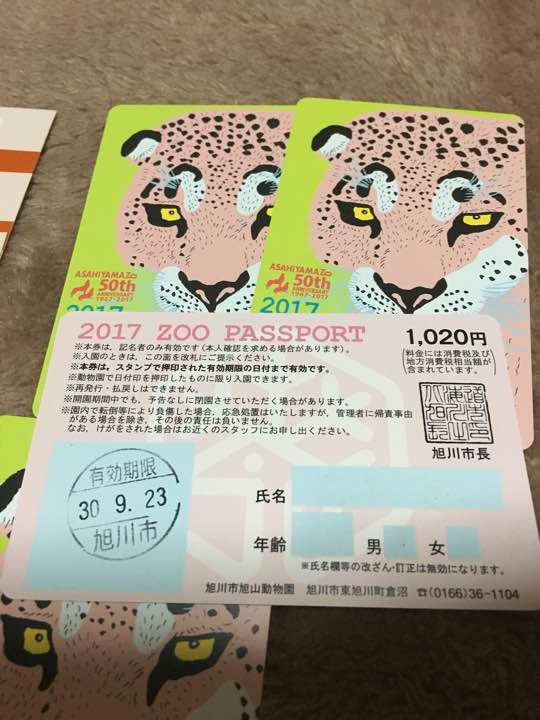 ASAHIYAMA ZOO
50th
ANNIVERSARY
1967-2017
2017
ASAHIYAMA ZOO
50th
ANNIVERSARY
1967-2017
2017
2017 ZOO PASSPORT
1,020円
(料金には消費税及び
地方消費税相当額が
含まれています。)
※本券は、記名者のみ有効です(本人確認を求める場合があります)。
※入園のときは、この面を改札にご提示ください。
※本券は、スタンプで押印された有効期限の日付まで有効です。
※動物園で日付印を押印したものに限り入園できます。
※再発行・払戻しはできません。
※開園期間中でも、予告なしに閉園させていただく場合があります。
※園内で転倒等により負傷した場合、応急処置はいたしますが、管理者に帰責事由
がある場合を除き、その後の責任は負いません。
なお、けがをされた場合はお近くのスタッフにお申し出ください。
旭川市長
有効期限
30.9.23
旭川市
氏名
年齢 男 女
※氏名欄等の改ざん・訂正は無効になります。
旭川市旭山動物園 旭川市東旭川町倉沼 ☎(0166)36-1104